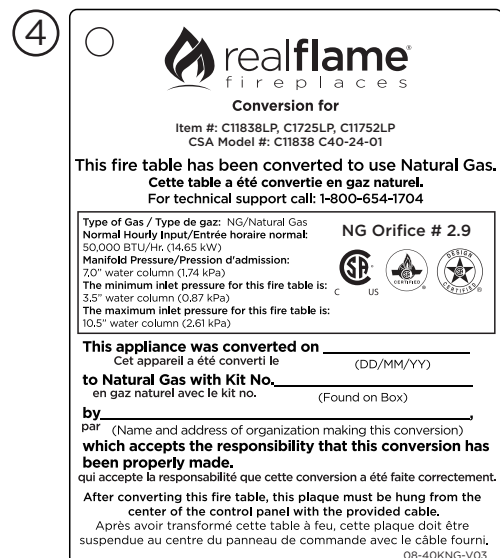 4
realflame®
fireplaces
Conversion for
Item #: C11838LP, C1725LP, C11752LP
CSA Model #: C11838 C40-24-01
This fire table has been converted to use Natural Gas.
Cette table a été convertie en gaz naturel.
For technical support call: 1-800-654-1704
Type of Gas / Type de gaz: NG/Natural Gas
Normal Hourly Input/Entrée horaire normal:
50,000 BTU/Hr. (14.65 kW)
Manifold Pressure/Pression d'admission:
7,0" water column (1,74 kPa)
The minimum inlet pressure for this fire table is:
3.5" water column (0.87 kPa)
The maximum inlet pressure for this fire table is:
10.5" water column (2.61 kPa)
NG Orifice # 2.9
CSA
C US
CERTIFIED
DESIGN
CERTIFIED
This appliance was converted on
Cet appareil a été converti le
(DD/MM/YY)
to Natural Gas with Kit No.
en gaz naturel avec le kit no.
(Found on Box)
by ,
par (Name and address of organization making this conversion)
which accepts the responsibility that this conversion has
been properly made.
qui accepte la responsabilité que cette conversion a été faite correctement.
After converting this fire table, this plaque must be hung from the
center of the control panel with the provided cable.
Après avoir transformé cette table à feu, cette plaque doit être
suspendue au centre du panneau de commande avec le câble fourni.
08-40KNG-V03